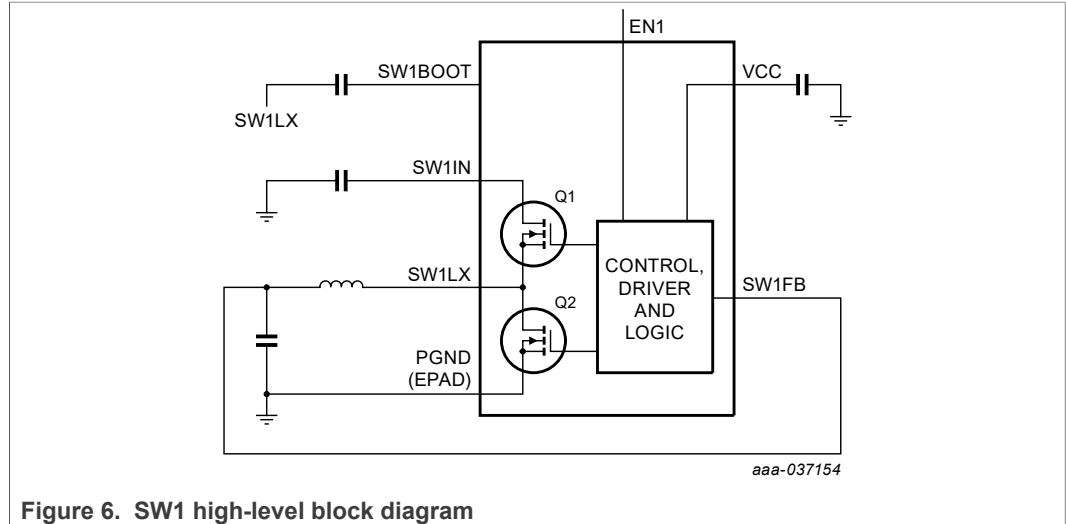 EN1
SW1BOOT
VCC
SW1LX
SW1IN
Q1
SW1LX
CONTROL,
DRIVER
AND
LOGIC
SW1FB
Q2
PGND
(EPAD)
aaa-037154
Figure 6. SW1 high-level block diagram